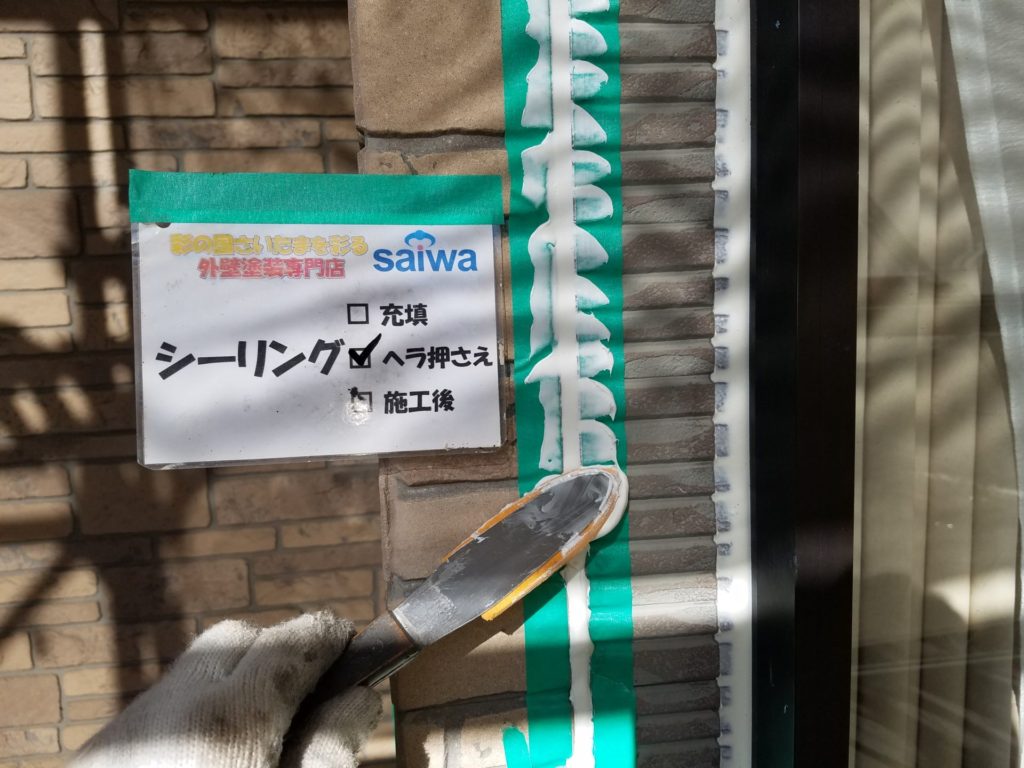 彩の国さいたまを彩る
外壁塗装専門店
saiwa
シーリング
充填
ヘラ押さえ
施工後